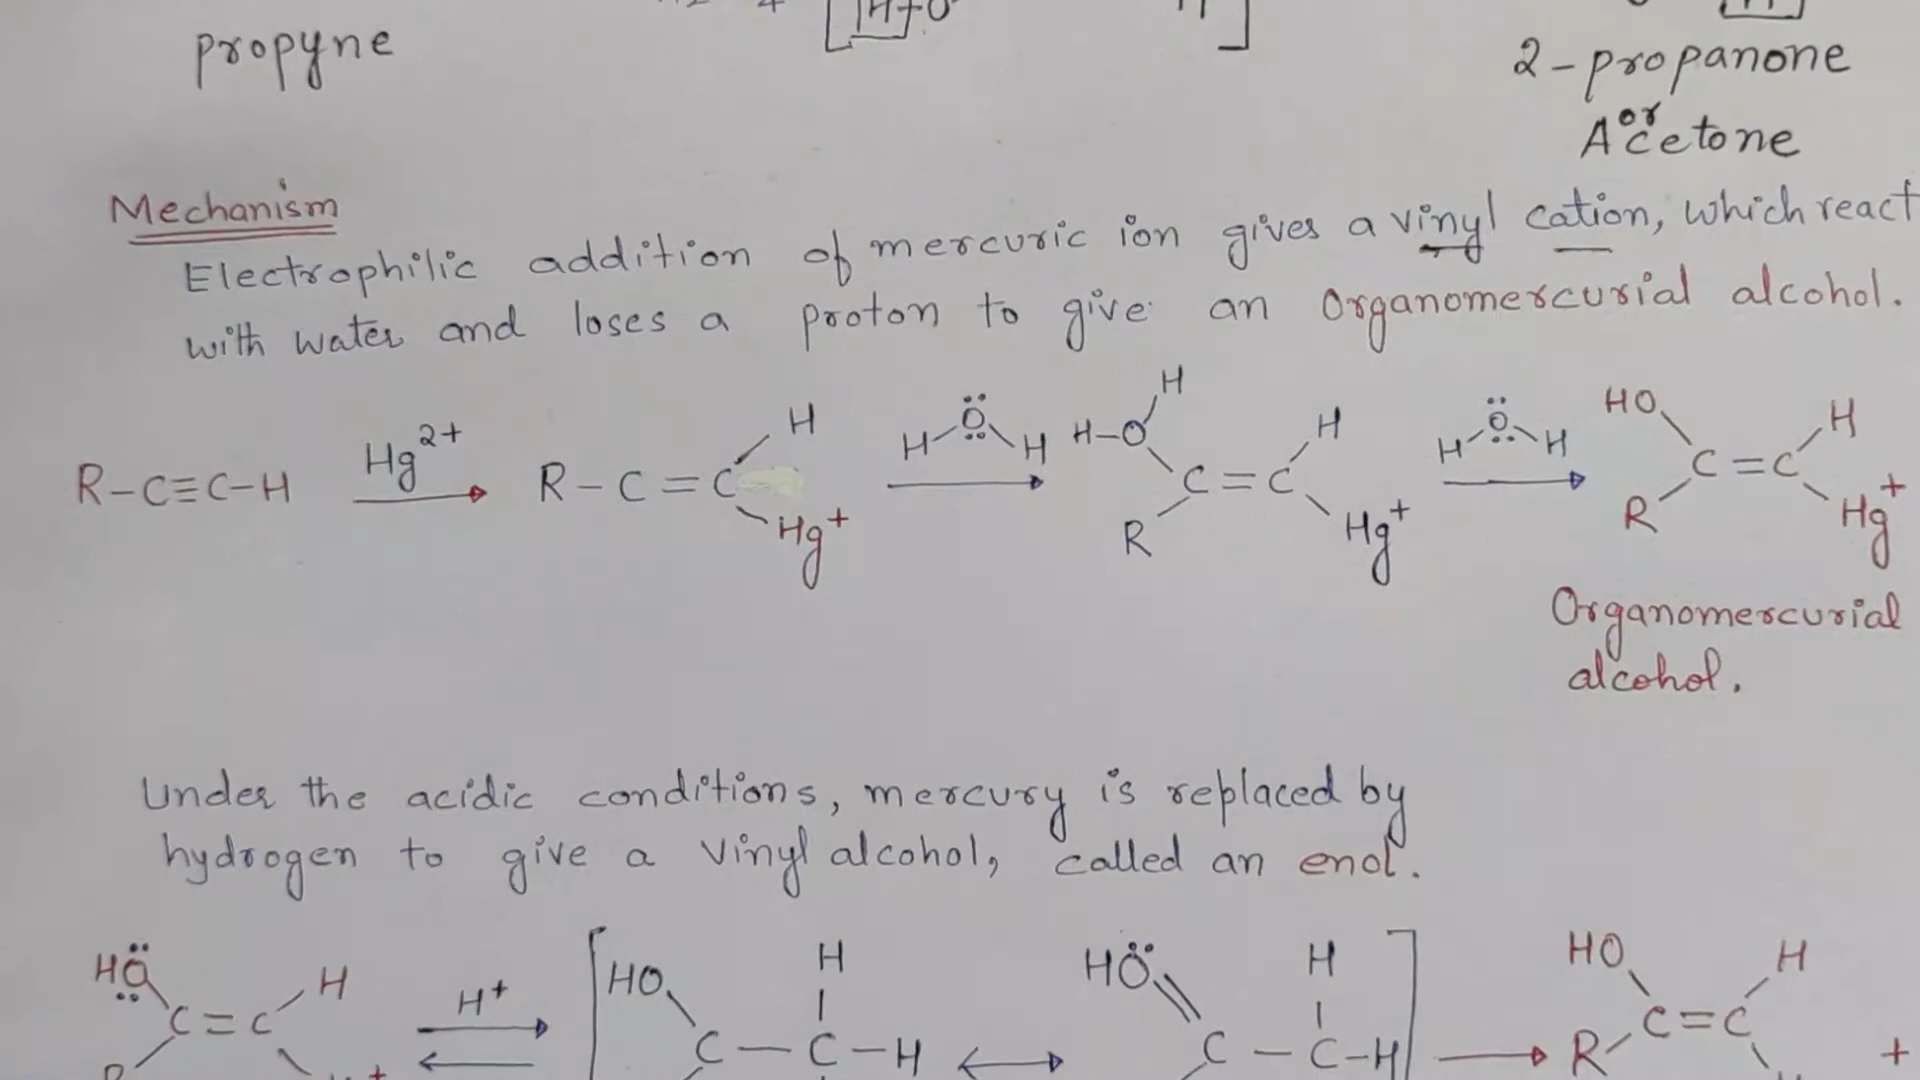 propyne
2-propanone
or
Acetone
Mechanism
Electrophilic addition of mercuric ion gives a vinyl cation, which react
with water and loses a proton to give an Organomercurial alcohol.
R-C≡C-H Hg2+ R-C=C H Hg+ H O H H-O H R C=C H Hg+ H O H HO R C=C H Hg+
Organomercurial
alcohol.
Under the acidic conditions, mercury is replaced by
hydrogen to give a vinyl alcohol, called an enol.
HO C=C H H+ HO C-C-H H HO C-C-H H HO R C=C H +